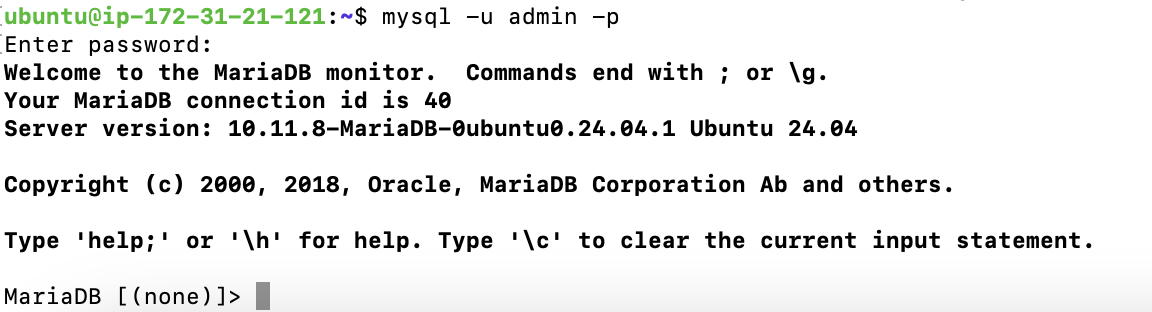 [ubuntu@ip-172-31-21-121:~$ mysql -u admin -p
[Enter password:
Welcome to the MariaDB monitor.  Commands end with ; or \g.
Your MariaDB connection id is 40
Server version: 10.11.8-MariaDB-0ubuntu0.24.04.1 Ubuntu 24.04
Copyright (c) 2000, 2018, Oracle, MariaDB Corporation Ab and others.
Type 'help;' or '\h' for help. Type '\c' to clear the current input statement.
MariaDB [(none)]>